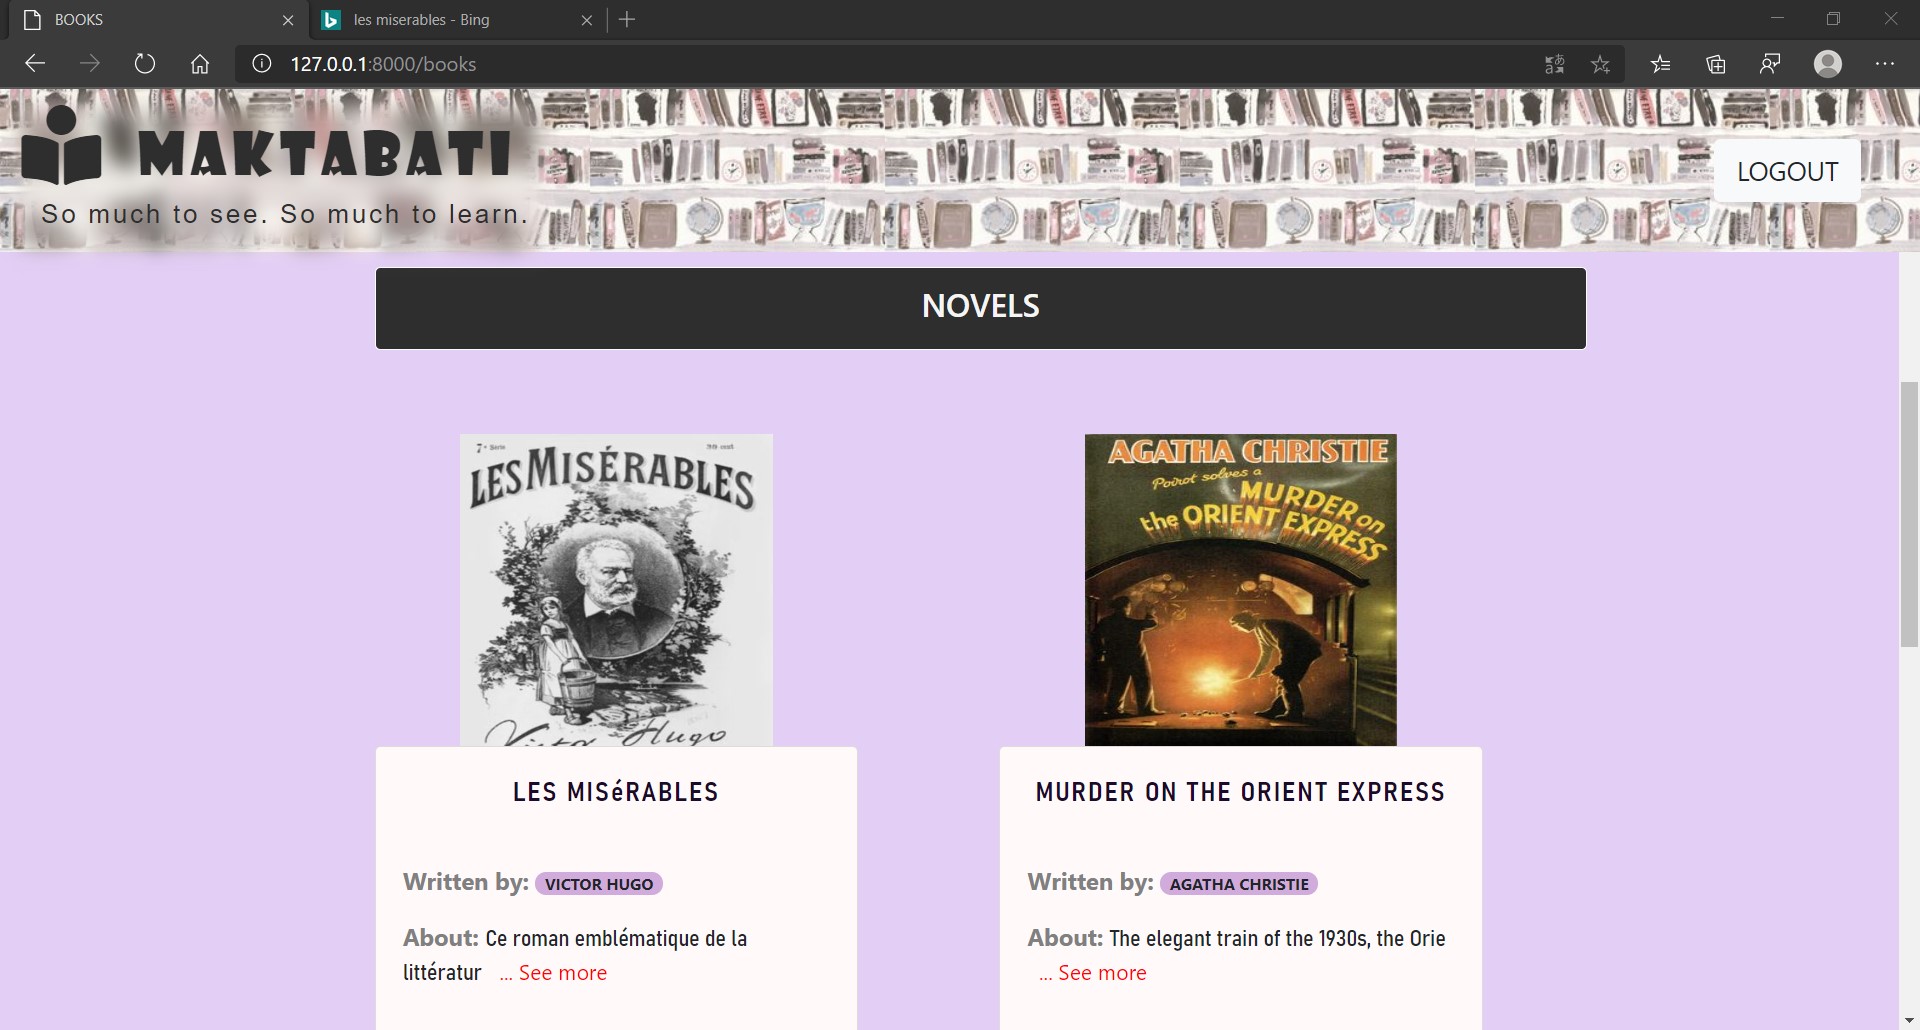 BOOKS
les miserables - Bing
127.0.0.1:8000/books
MAKTABATI
So much to see. So much to learn.
LOGOUT
NOVELS
LES MISÉRABLES
Victor Hugo
AGATHA CHRISTIE
Poirot solves a
MURDER on
the ORIENT EXPRESS
LES MISéRABLES
Written by: VICTOR HUGO
About: Ce roman emblématique de la
littératur ... See more
MURDER ON THE ORIENT EXPRESS
Written by: AGATHA CHRISTIE
About: The elegant train of the 1930s, the Orie
... See more